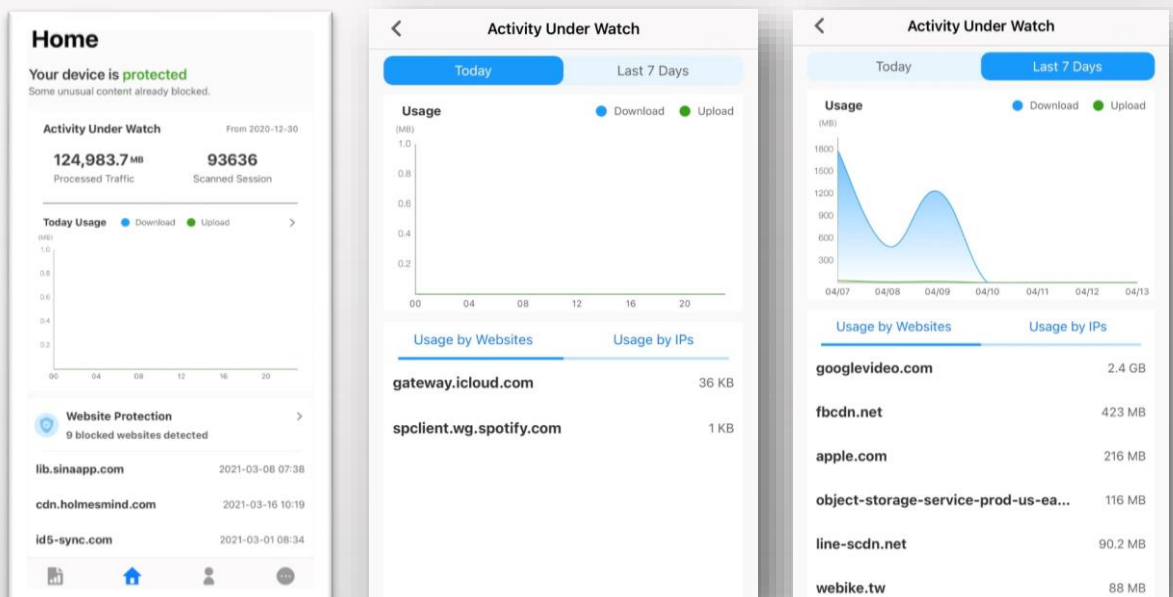 Home
Your device is protected
Some unusual content already blocked.
Activity Under Watch From 2020-12-30
124,983.7 MB 93636
Processed Traffic Scanned Session
Today Usage Download Upload
(MB)
1.0
0.8
0.6
0.4
0.2
00 04 08 12 16 20
Website Protection
9 blocked websites detected
lib.sinaapp.com 2021-03-08 07:38
cdn.holmesmind.com 2021-03-16 10:19
id5-sync.com 2021-03-01 08:34
Activity Under Watch
Today Last 7 Days
Usage Download Upload
(MB)
1.0
0.8
0.6
0.4
0.2
00 04 08 12 16 20
Usage by Websites Usage by IPs
gateway.icloud.com 36 KB
spclient.wg.spotify.com 1 KB
Activity Under Watch
Today Last 7 Days
Usage Download Upload
(MB)
1800
1500
1200
900
600
300
04/07 04/08 04/09 04/10 04/11 04/12 04/13
Usage by Websites Usage by IPs
googlevideo.com 2.4 GB
fbcdn.net 423 MB
apple.com 216 MB
object-storage-service-prod-us-ea... 116 MB
line-scdn.net 90.2 MB
webike.tw 88 MB